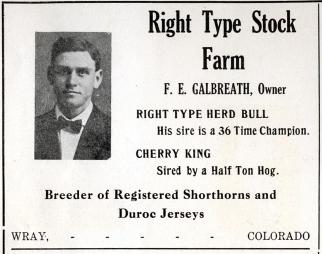 Right Type Stock
Farm
F. E. GALBREATH, Owner
RIGHT TYPE HERD BULL
His sire is a 36 Time Champion.
CHERRY KING
Sired by a Half Ton Hog.
Breeder of Registered Shorthorns and
Duroc Jerseys
WRAY, - - - - - COLORADO